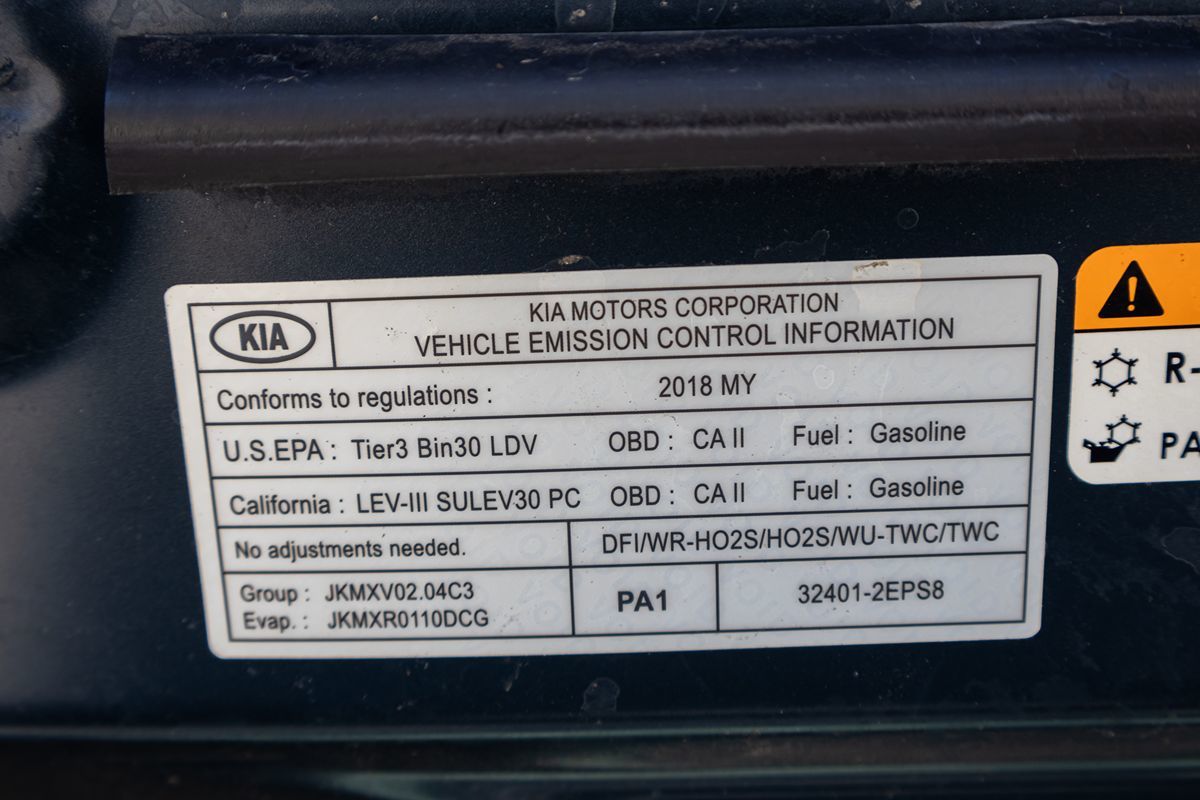 KIA
KIA MOTORS CORPORATION
VEHICLE EMISSION CONTROL INFORMATION
Conforms to regulations : 2018 MY
U.S.EPA : Tier3 Bin30 LDV OBD : CA II Fuel : Gasoline
California : LEV-III SULEV30 PC OBD : CA II Fuel : Gasoline
No adjustments needed. DFI/WR-HO2S/HO2S/WU-TWC/TWC
Group : JKMXV02.04C3
Evap. : JKMXR0110DCG
PA1
32401-2EPS8
R-
PA